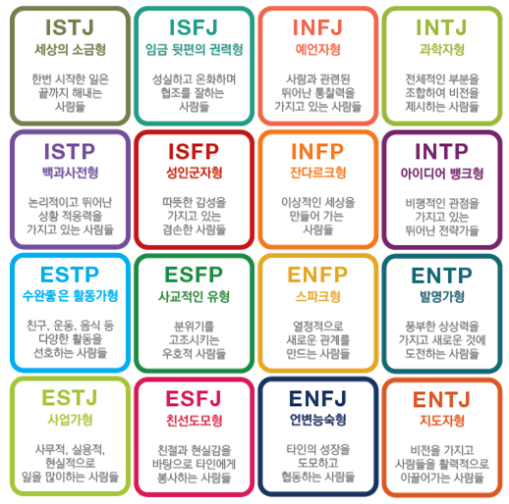 ISTJ
세상의 소금형
한번 시작한 일은
끝까지 해내는
사람들
ISFJ
임금 뒷편의 권력형
성실하고 온화하며
협조를 잘하는
사람들
INFJ
예언자형
사람과 관련된
뛰어난 통찰력을
가지고 있는 사람들
INTJ
과학자형
전체적인 부분을
조합하여 비전을
제시하는 사람들
ISTP
백과사전형
논리적이고 뛰어난
상황 적응력을
가지고 있는 사람들
ISFP
성인군자형
따뜻한 감성을
가지고 있는
겸손한 사람들
INFP
잔다르크형
이상적인 세상을
만들어 가는
사람들
INTP
아이디어 뱅크형
비평적인 관점을
가지고 있는
뛰어난 전략가들
ESTP
수완좋은 활동가형
친구, 운동, 음식 등
다양한 활동을
선호하는 사람들
ESFP
사교적인 유형
분위기를
고조시키는
우호적 사람들
ENFP
스파크형
열정적으로
새로운 관계를
만드는 사람들
ENTP
발명가형
풍부한 상상력을
가지고 새로운 것에
도전하는 사람들
ESTJ
사업가형
사무적, 실용적,
현실적으로
일을 많이하는 사람들
ESFJ
친선도모형
친절과 현실감을
바탕으로 타인에게
봉사하는 사람들
ENFJ
언변능숙형
타인의 성장을
도모하고
협동하는 사람들
ENTJ
지도자형
비전을 가지고
사람들을 활력적으로
이끌어가는 사람들